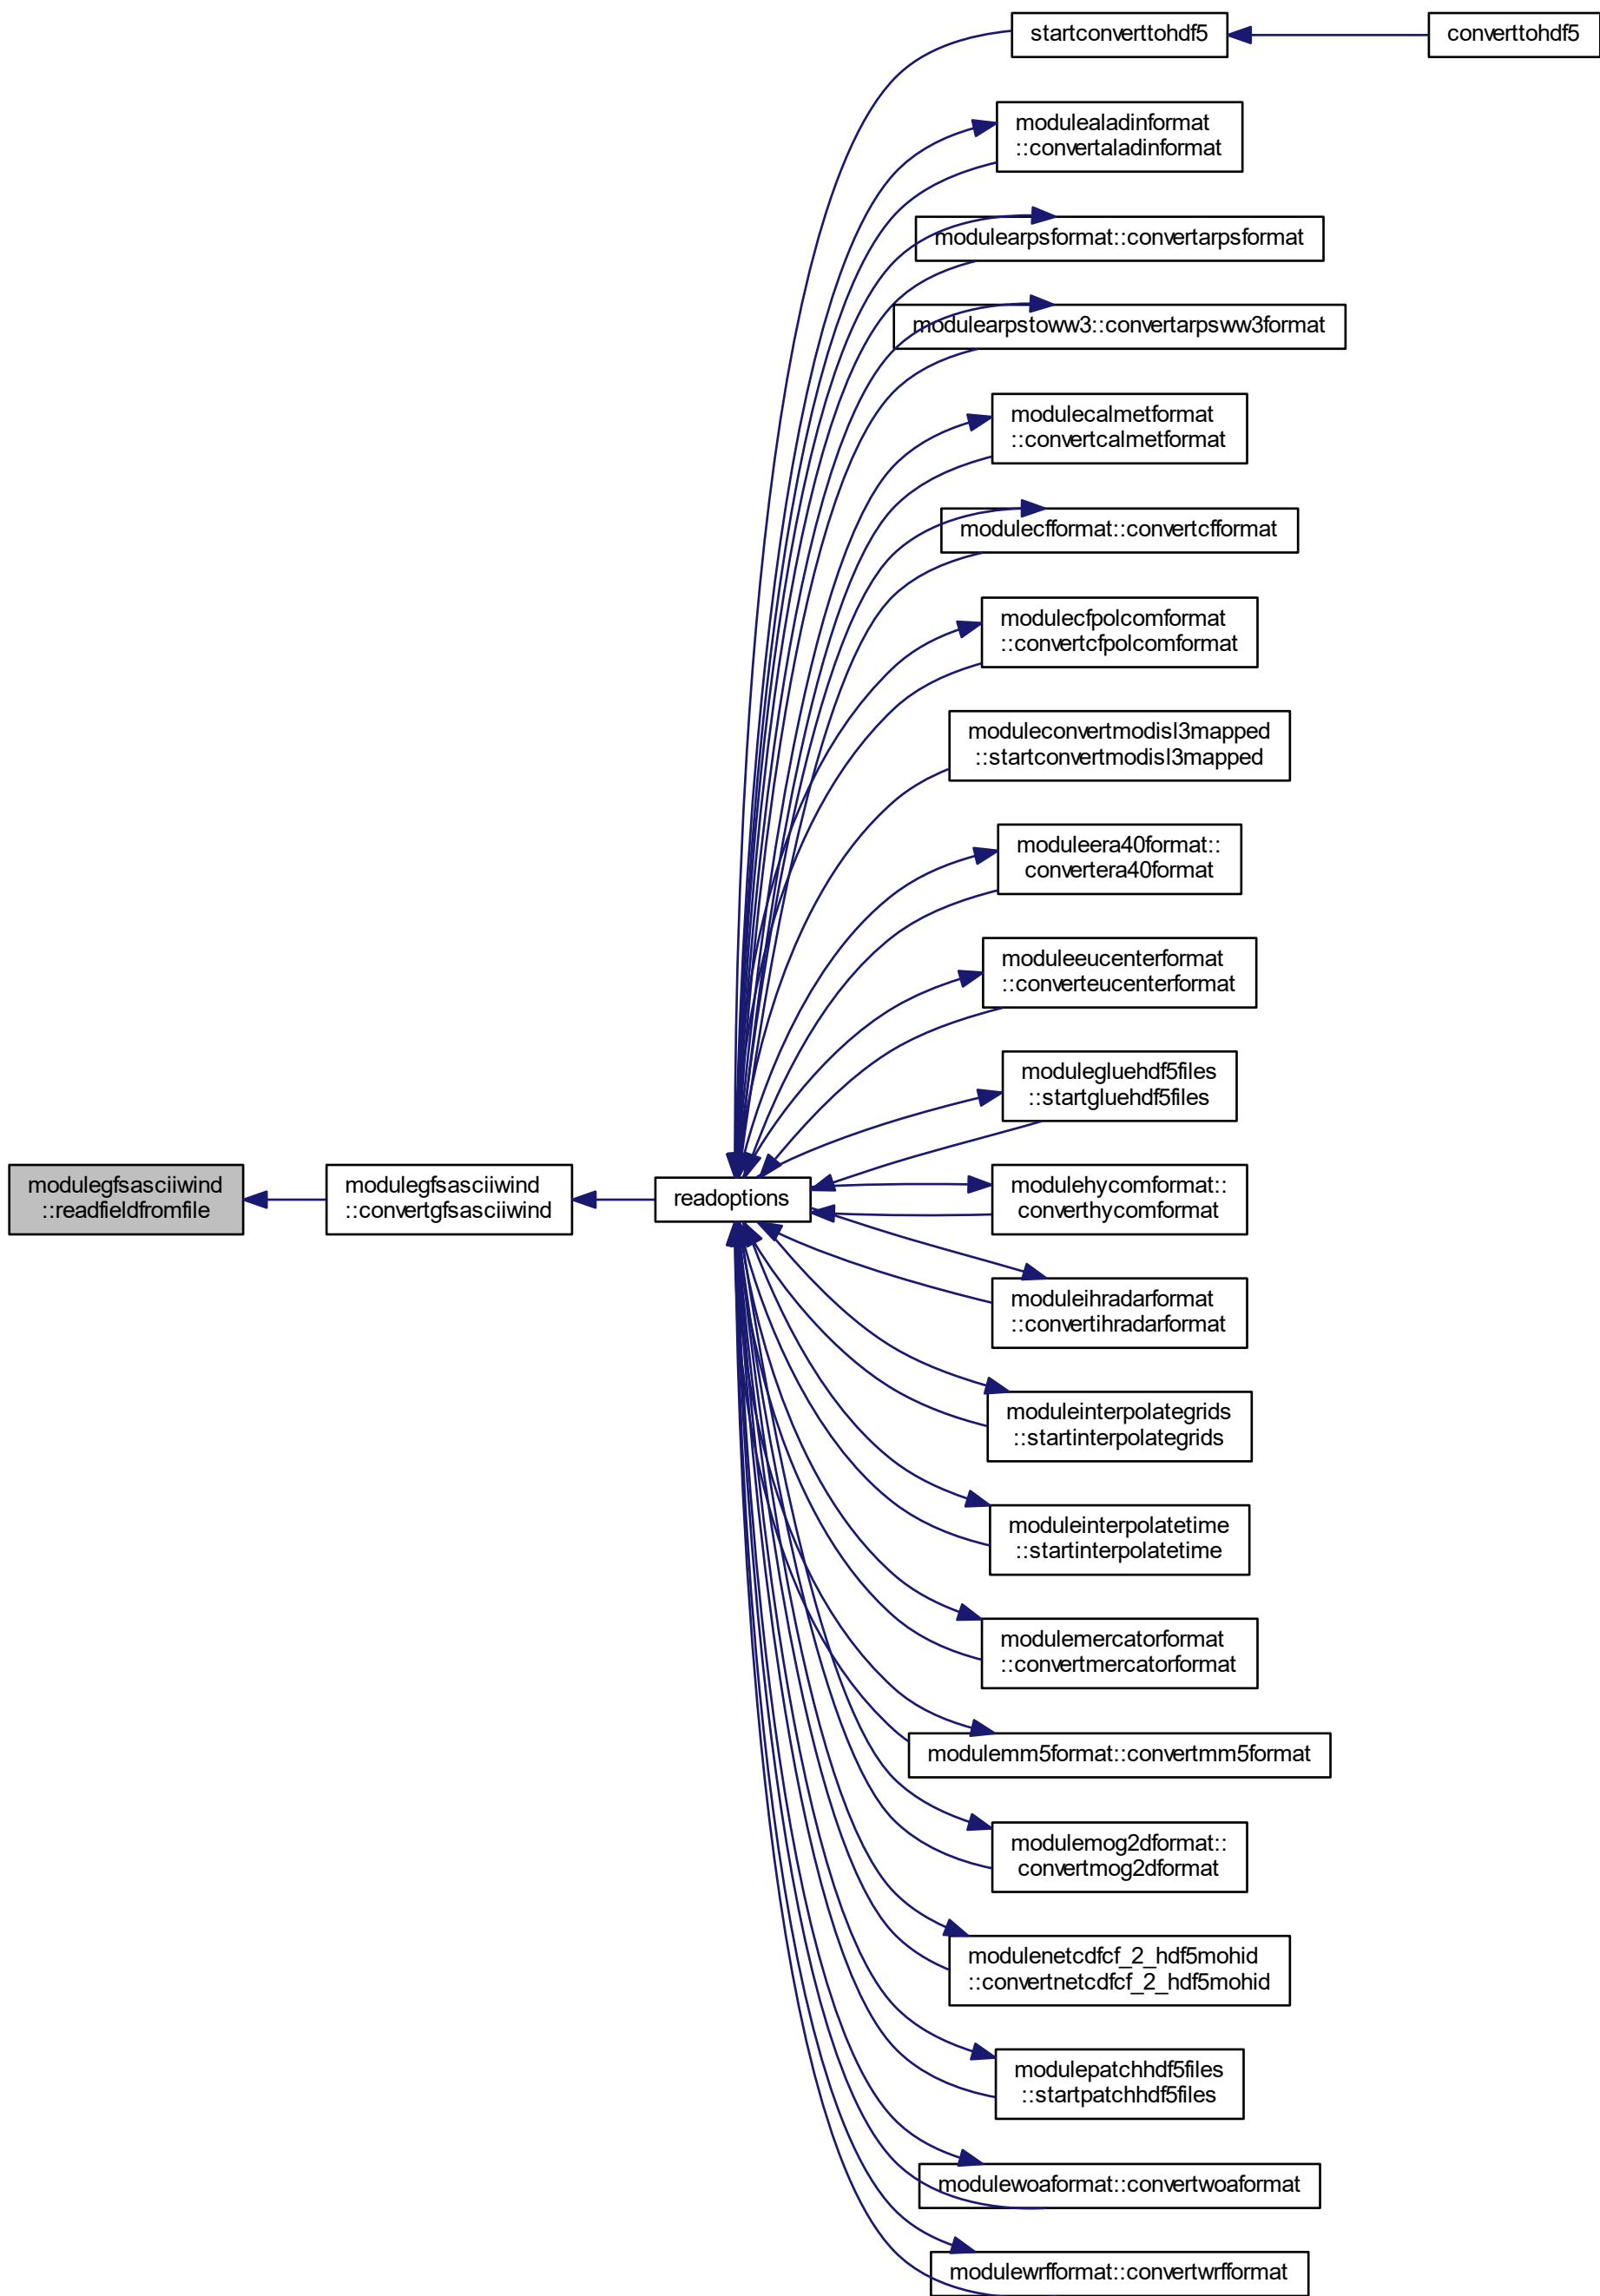 startconverttohdf5
converttohdf5
modulealadinformat
::convertaladinformat
modulearpsformat::convertarpsformat
modulearpstoww3::convertarpsww3format
modulecalmetformat
::convertcalmetformat
modulecfformat::convertcfformat
modulecfpolcomformat
::convertcfpolcomformat
moduleconvertmodisl3mapped
::startconvertmodisl3mapped
moduleera40format::
convertera40format
moduleeucenterformat
::converteucenterformat
modulegluehdf5files
::startgluehdf5files
modulegfsasciiwind
::readfieldfromfile
modulegfsasciiwind
::convertgfsasciiwind
readoptions
modulehycomformat::
converthycomformat
moduleihradarformat
::convertihradarformat
moduleinterpolategrids
::startinterpolategrids
moduleinterpolatetime
::startinterpolatetime
modulemercatorformat
::convertmercatorformat
modulemm5format::convertmm5format
modulemog2dformat::
convertmog2dformat
modulenetcdfcf_2_hdf5mohid
::convertnetcdfcf_2_hdf5mohid
modulepatchhdf5files
::startpatchhdf5files
modulewoaformat::convertwoaformat
modulewrfformat::convertwrfformat